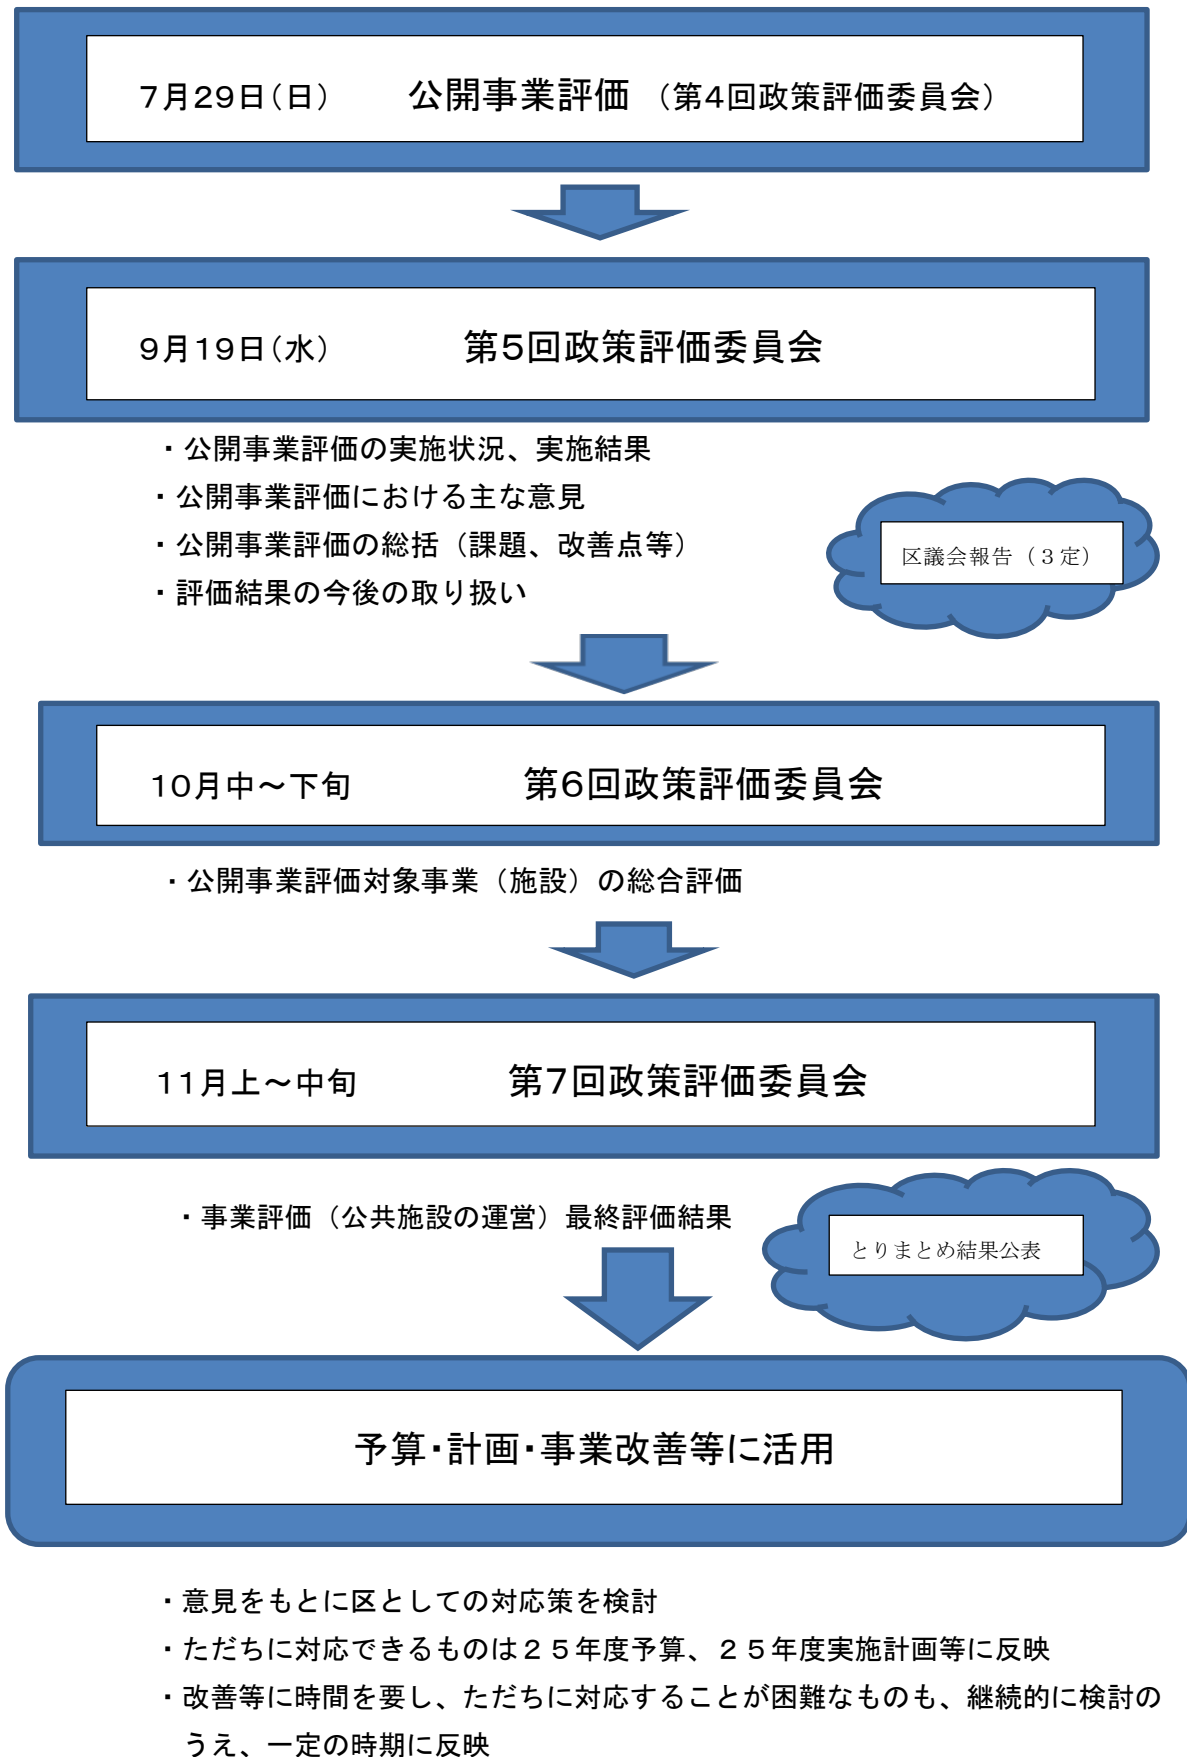 7月29日(日)　公開事業評価 （第4回政策評価委員会）
9月19日(水)　第5回政策評価委員会
・公開事業評価の実施状況、実施結果
・公開事業評価における主な意見
・公開事業評価の総括（課題、改善点等）
・評価結果の今後の取り扱い
区議会報告（３定）
10月中～下旬　第6回政策評価委員会
・公開事業評価対象事業（施設）の総合評価
11月上～中旬　第7回政策評価委員会
・事業評価（公共施設の運営）最終評価結果
とりまとめ結果公表
予算・計画・事業改善等に活用
・意見をもとに区としての対応策を検討
・ただちに対応できるものは２５年度予算、２５年度実施計画等に反映
・改善等に時間を要し、ただちに対応することが困難なものも、継続的に検討の
うえ、一定の時期に反映